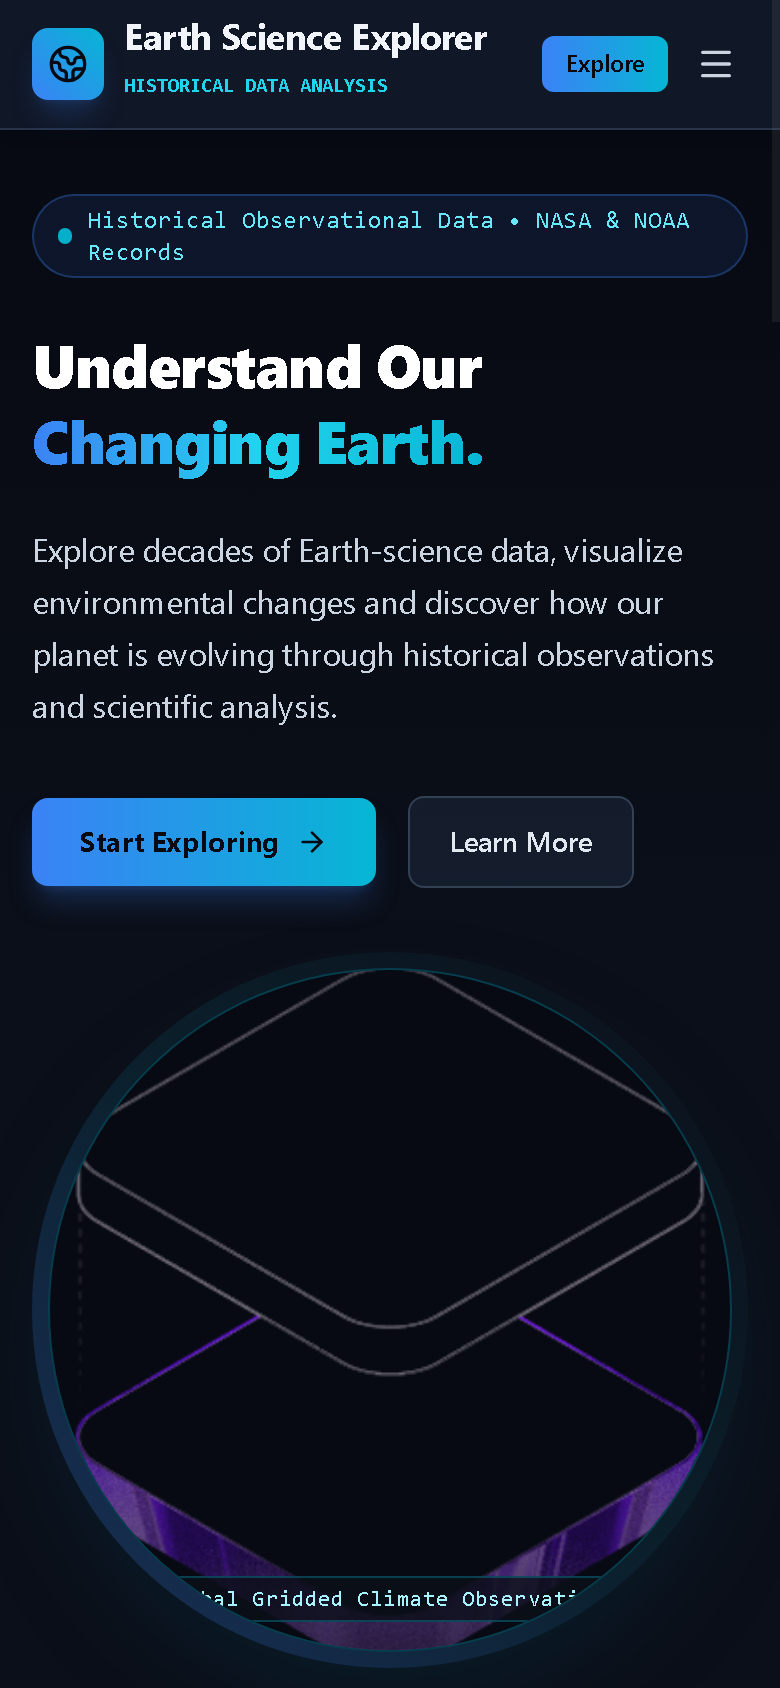 Earth Science Explorer
HISTORICAL DATA ANALYSIS
Explore
Historical Observational Data • NASA & NOAA
Records
Understand Our
Changing Earth.
Explore decades of Earth-science data, visualize
environmental changes and discover how our
planet is evolving through historical observations
and scientific analysis.
Start Exploring →
Learn More
Gridded Climate